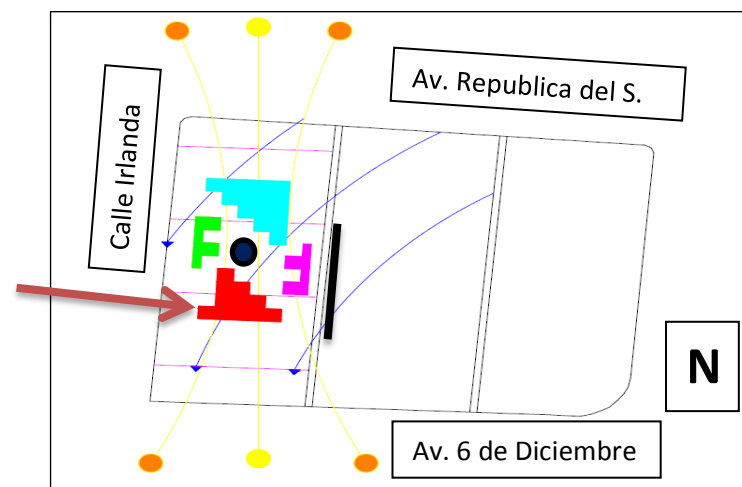 Av. Republica del S.
Calle Irlanda
N
Av. 6 de Diciembre